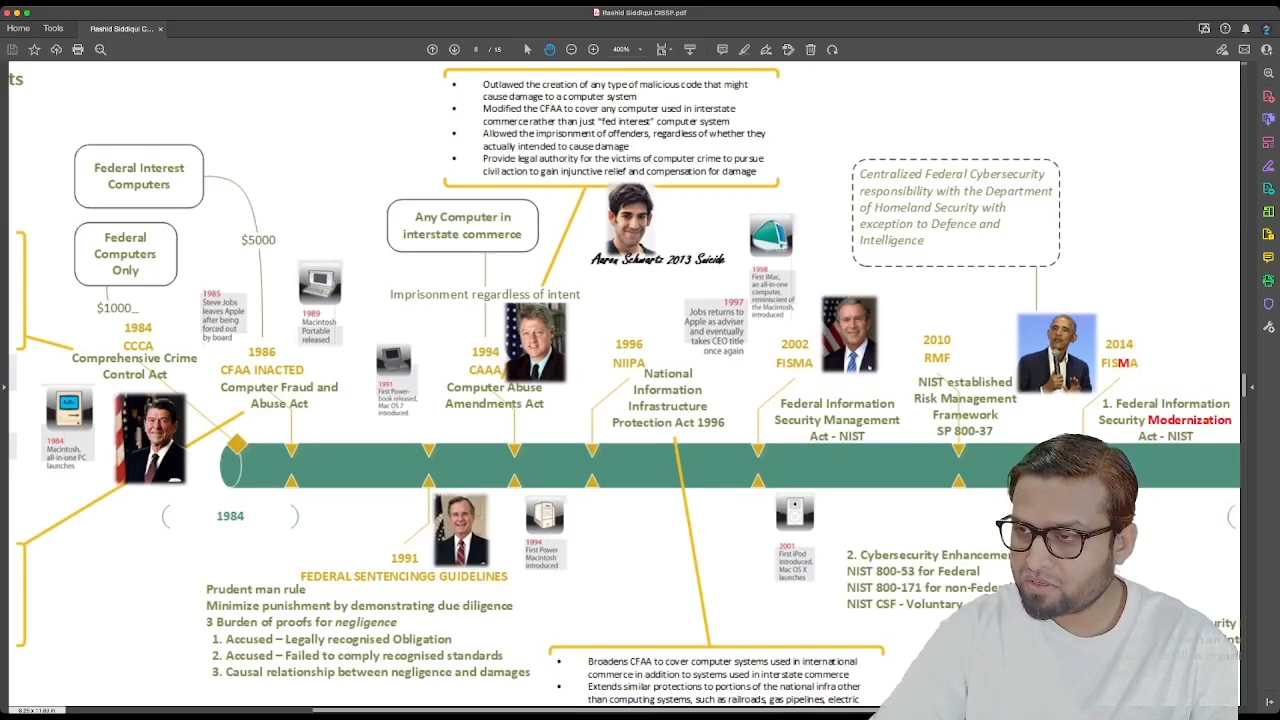 Rashid Siddiqui CISSP.pdf
Home
Tools
Rashid Siddiqui C...
8 / 15
400%
ts
Outlawed the creation of any type of malicious code that might
cause damage to a computer system
Modified the CFAA to cover any computer used in interstate
commerce rather than just "fed interest" computer system
Allowed the imprisonment of offenders, regardless of whether they
actually intended to cause damage
Provide legal authority for the victims of computer crime to pursue
civil action to gain injunctive relief and compensation for damage
Federal Interest
Computers
Federal
Computers
Only
$5000
$1000_
Any Computer in
interstate commerce
Imprisonment regardless of intent
Aaron Schwartz 2013 Suicide
Centralized Federal Cybersecurity
responsibility with the Department
of Homeland Security with
exception to Defence and
Intelligence
1984
CCCA
Comprehensive Crime
Control Act
1985
Steve Jobs
leaves Apple
after being
forced out
by board
1986
CFAA INACTED
Computer Fraud and
Abuse Act
1989
Macintosh
Portable
released
1991
First Power-
book released,
Mac OS 7
introduced
1994
CAAA
Computer Abuse
Amendments Act
1996
NIIPA
National
Information
Infrastructure
Protection Act 1996
1997
Jobs returns to
Apple as adviser
and eventually
takes CEO title
once again
1998
First iMac,
an all-in-one
computer,
reminiscent of
the Macintosh,
introduced
2002
FISMA
Federal Information
Security Management
Act - NIST
2010
RMF
NIST established
Risk Management
Framework
SP 800-37
2014
FISMA
1. Federal Information
Security Modernization
Act - NIST
1984
Macintosh,
all-in-one PC
launches
1984
1991
FEDERAL SENTENCINGG GUIDELINES
Prudent man rule
Minimize punishment by demonstrating due diligence
3 Burden of proofs for negligence
1. Accused – Legally recognised Obligation
2. Accused – Failed to comply recognised standards
3. Causal relationship between negligence and damages
1994
First Power
Macintosh
introduced
2001
First iPod
introduced,
Mac OS X
launches
2. Cybersecurity Enhanceme
NIST 800-53 for Federal
NIST 800-171 for non-Fede
NIST CSF - Voluntary
Broadens CFAA to cover computer systems used in international
commerce in addition to systems used in interstate commerce
Extends similar protections to portions of the national infra other
than computing systems, such as railroads, gas pipelines, electric